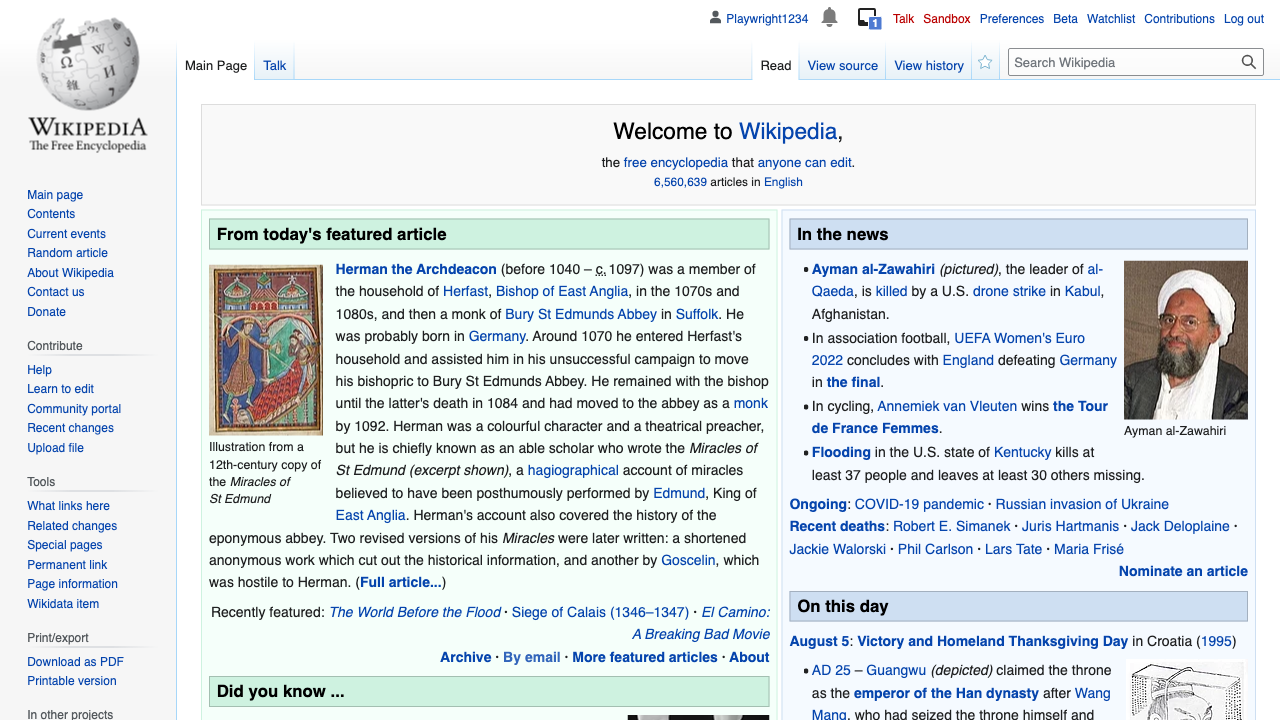 Playwright1234
1
Talk
Sandbox
Preferences
Beta
Watchlist
Contributions
Log out
Main Page
Talk
Read
View source
View history
Search Wikipedia
Ω
W
И
WIKIPEDIA
The Free Encyclopedia
Main page
Contents
Current events
Random article
About Wikipedia
Contact us
Donate
Contribute
Help
Learn to edit
Community portal
Recent changes
Upload file
Tools
What links here
Related changes
Special pages
Permanent link
Page information
Wikidata item
Print/export
Download as PDF
Printable version
In other projects
Welcome to Wikipedia,
the free encyclopedia that anyone can edit.
6,560,639 articles in English
From today's featured article
Herman the Archdeacon (before 1040 – c. 1097) was a member of
the household of Herfast, Bishop of East Anglia, in the 1070s and
1080s, and then a monk of Bury St Edmunds Abbey in Suffolk. He
was probably born in Germany. Around 1070 he entered Herfast's
household and assisted him in his unsuccessful campaign to move
his bishopric to Bury St Edmunds Abbey. He remained with the bishop
until the latter's death in 1084 and had moved to the abbey as a monk
by 1092. Herman was a colourful character and a theatrical preacher,
but he is chiefly known as an able scholar who wrote the Miracles of
St Edmund (excerpt shown), a hagiographical account of miracles
believed to have been posthumously performed by Edmund, King of
East Anglia. Herman's account also covered the history of the
eponymous abbey. Two revised versions of his Miracles were later written: a shortened
anonymous work which cut out the historical information, and another by Goscelin, which
was hostile to Herman. (Full article...)
Illustration from a
12th-century copy of
the Miracles of
St Edmund
Recently featured: The World Before the Flood · Siege of Calais (1346–1347) · El Camino:
A Breaking Bad Movie
Archive · By email · More featured articles · About
Did you know ...
In the news
• Ayman al-Zawahiri (pictured), the leader of al-
Qaeda, is killed by a U.S. drone strike in Kabul,
Afghanistan.
• In association football, UEFA Women's Euro
2022 concludes with England defeating Germany
in the final.
• In cycling, Annemiek van Vleuten wins the Tour
de France Femmes.
• Flooding in the U.S. state of Kentucky kills at
least 37 people and leaves at least 30 others missing.
Ayman al-Zawahiri
Ongoing: COVID-19 pandemic · Russian invasion of Ukraine
Recent deaths: Robert E. Simanek · Juris Hartmanis · Jack Deloplaine ·
Jackie Walorski · Phil Carlson · Lars Tate · Maria Frisé
Nominate an article
On this day
August 5: Victory and Homeland Thanksgiving Day in Croatia (1995)
• AD 25 – Guangwu (depicted) claimed the throne
as the emperor of the Han dynasty after Wang
Mang, who had seized the throne himself and